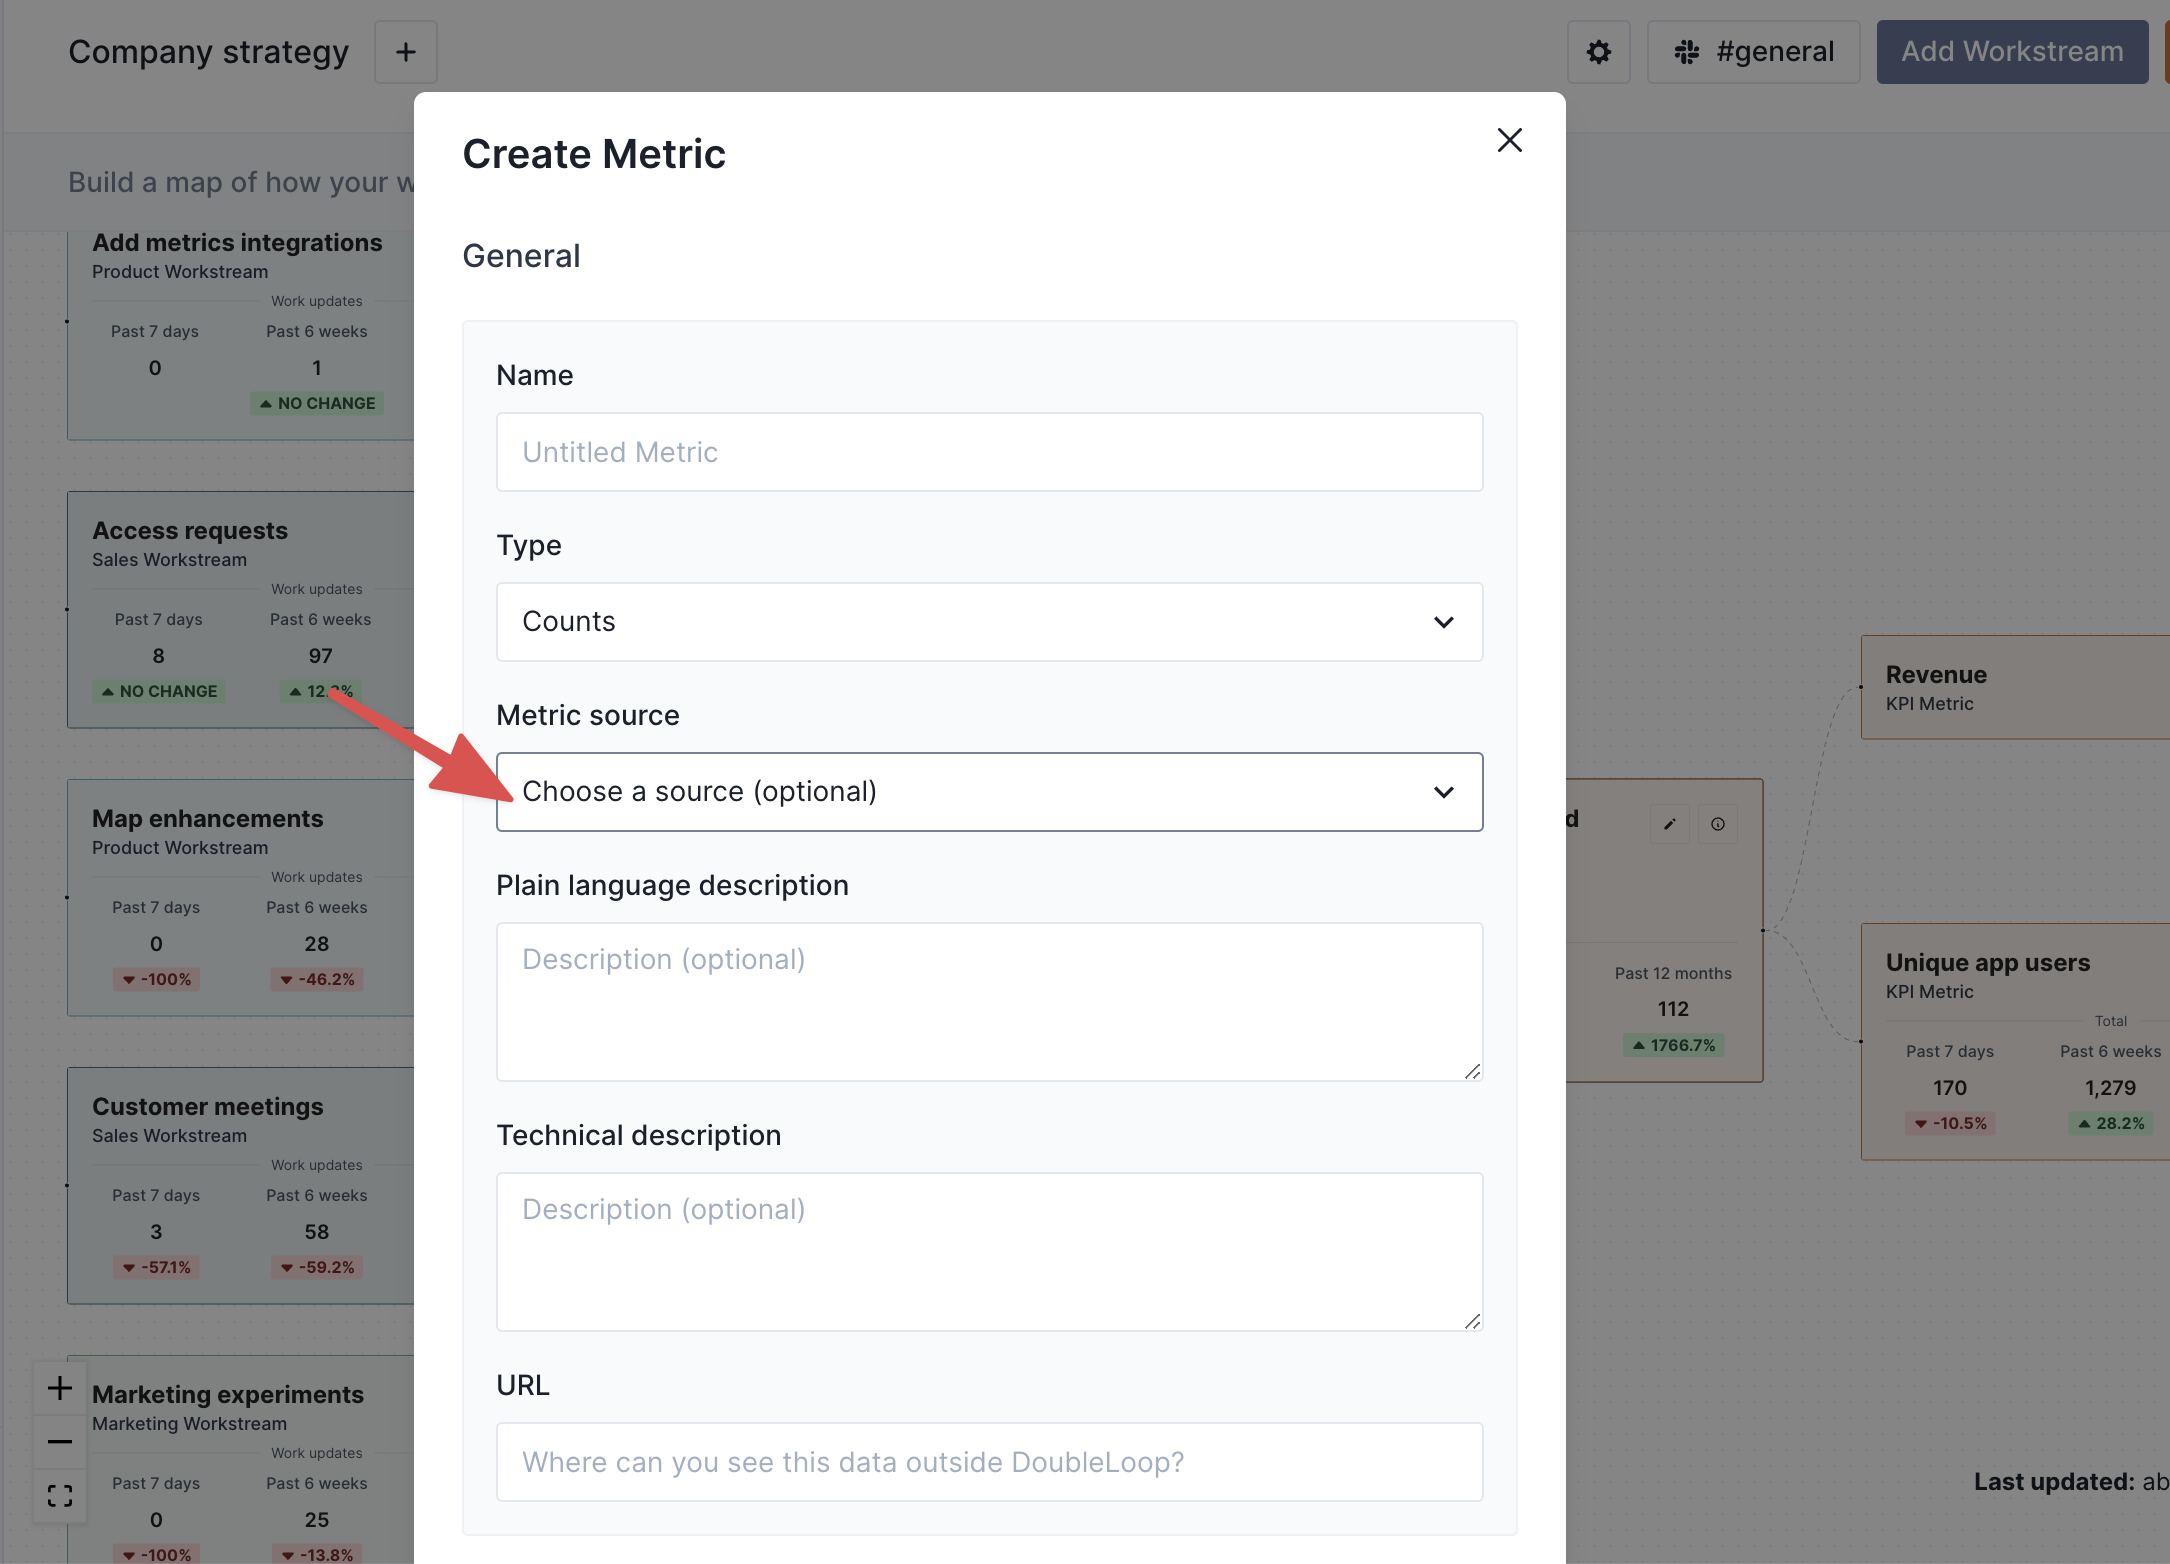 Company strategy
#general
Add Workstream
Build a map of how your w
Create Metric
General
Name
Untitled Metric
Type
Counts
Metric source
Choose a source (optional)
Plain language description
Description (optional)
Technical description
Description (optional)
URL
Where can you see this data outside DoubleLoop?
Add metrics integrations
Product Workstream
Work updates
Past 7 days Past 6 weeks
0 1
NO CHANGE
Access requests
Sales Workstream
Work updates
Past 7 days Past 6 weeks
8 97
NO CHANGE
Map enhancements
Product Workstream
Work updates
Past 7 days Past 6 weeks
0 28
-100% -46.2%
Customer meetings
Sales Workstream
Work updates
Past 7 days Past 6 weeks
3 58
-57.1% -59.2%
Marketing experiments
Marketing Workstream
Work updates
Past 7 days Past 6 weeks
0 25
-100% -13.8%
d
Past 12 months
112
1766.7%
Revenue
KPI Metric
Unique app users
KPI Metric
Total
Past 7 days Past 6 weeks
170 1,279
-10.5% 28.2%
Last updated: ab